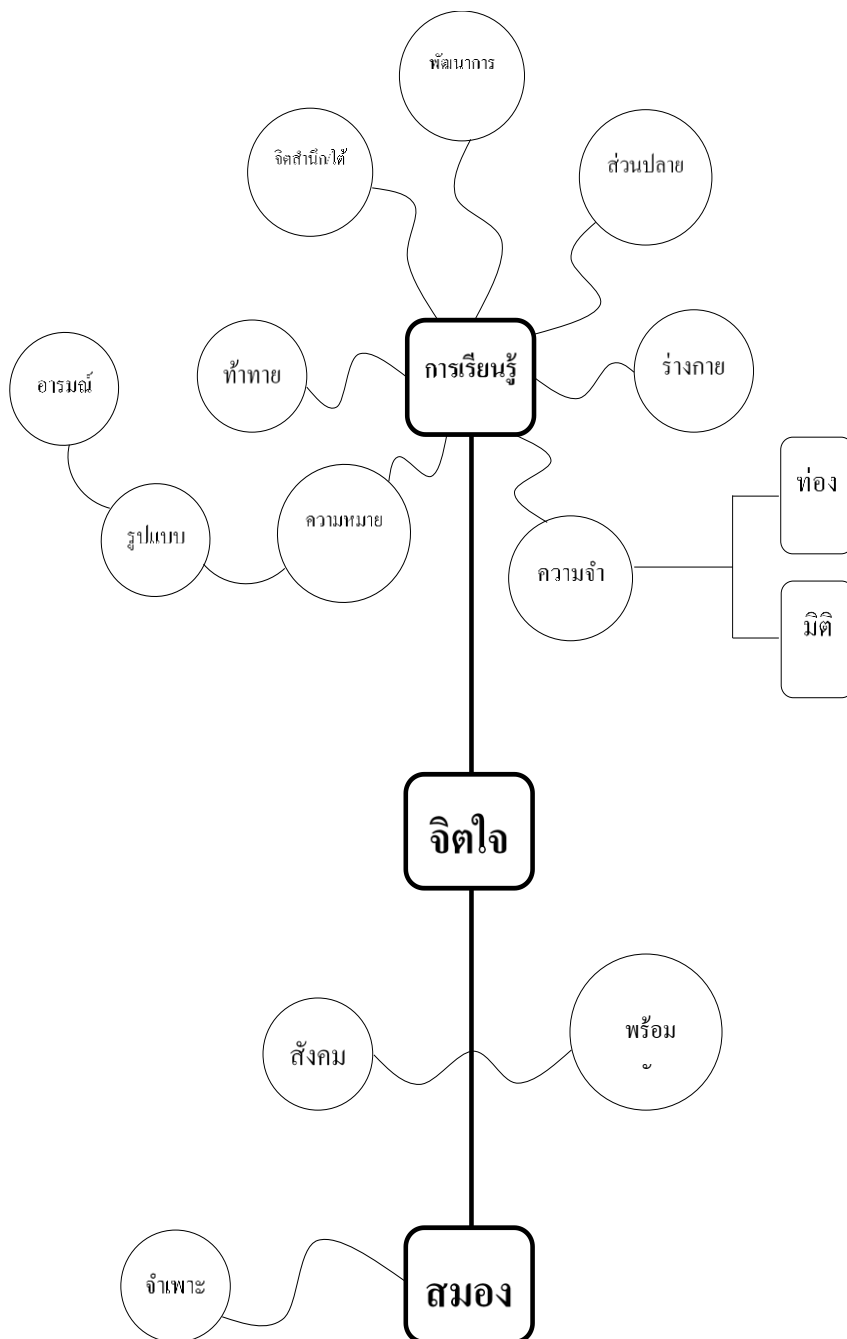 พัฒนาการ
จิตสำนึก/ใต้
ส่วนปลาย
การเรียนรู้
ร่างกาย
ท้าทาย
อารมณ์
ท่อง
ความหมาย
รูปแบบ
ความจำ
มิติ
จิตใจ
พร้อม
สังคม
จำเพาะ
สมอง